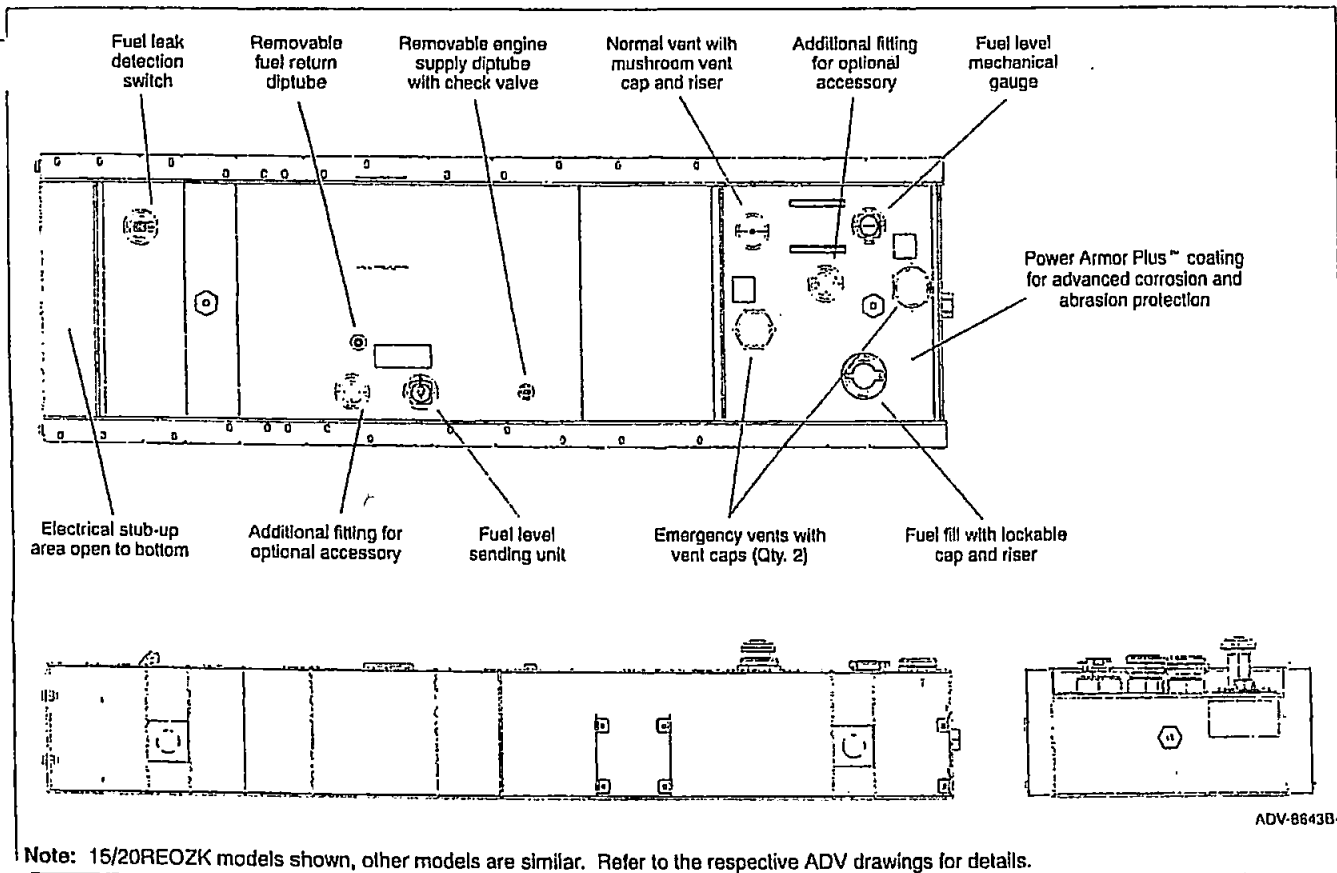 Fuel leak
detection
switch
Removable
fuel return
diptube
Removable engine
supply diptube
with check valve
Normal vent with
mushroom vent
cap and riser
Additional fitting
for optional
accessory
Fuel level
mechanical
gauge
Power Armor Plus™ coating
for advanced corrosion and
abrasion protection
Electrical stub-up
area open to bottom
Additional fitting for
optional accessory
Fuel level
sending unit
Emergency vents with
vent caps (Qty. 2)
Fuel fill with lockable
cap and riser
ADV-8643B-
Note: 15/20REOZK models shown, other models are similar. Refer to the respective ADV drawings for details.